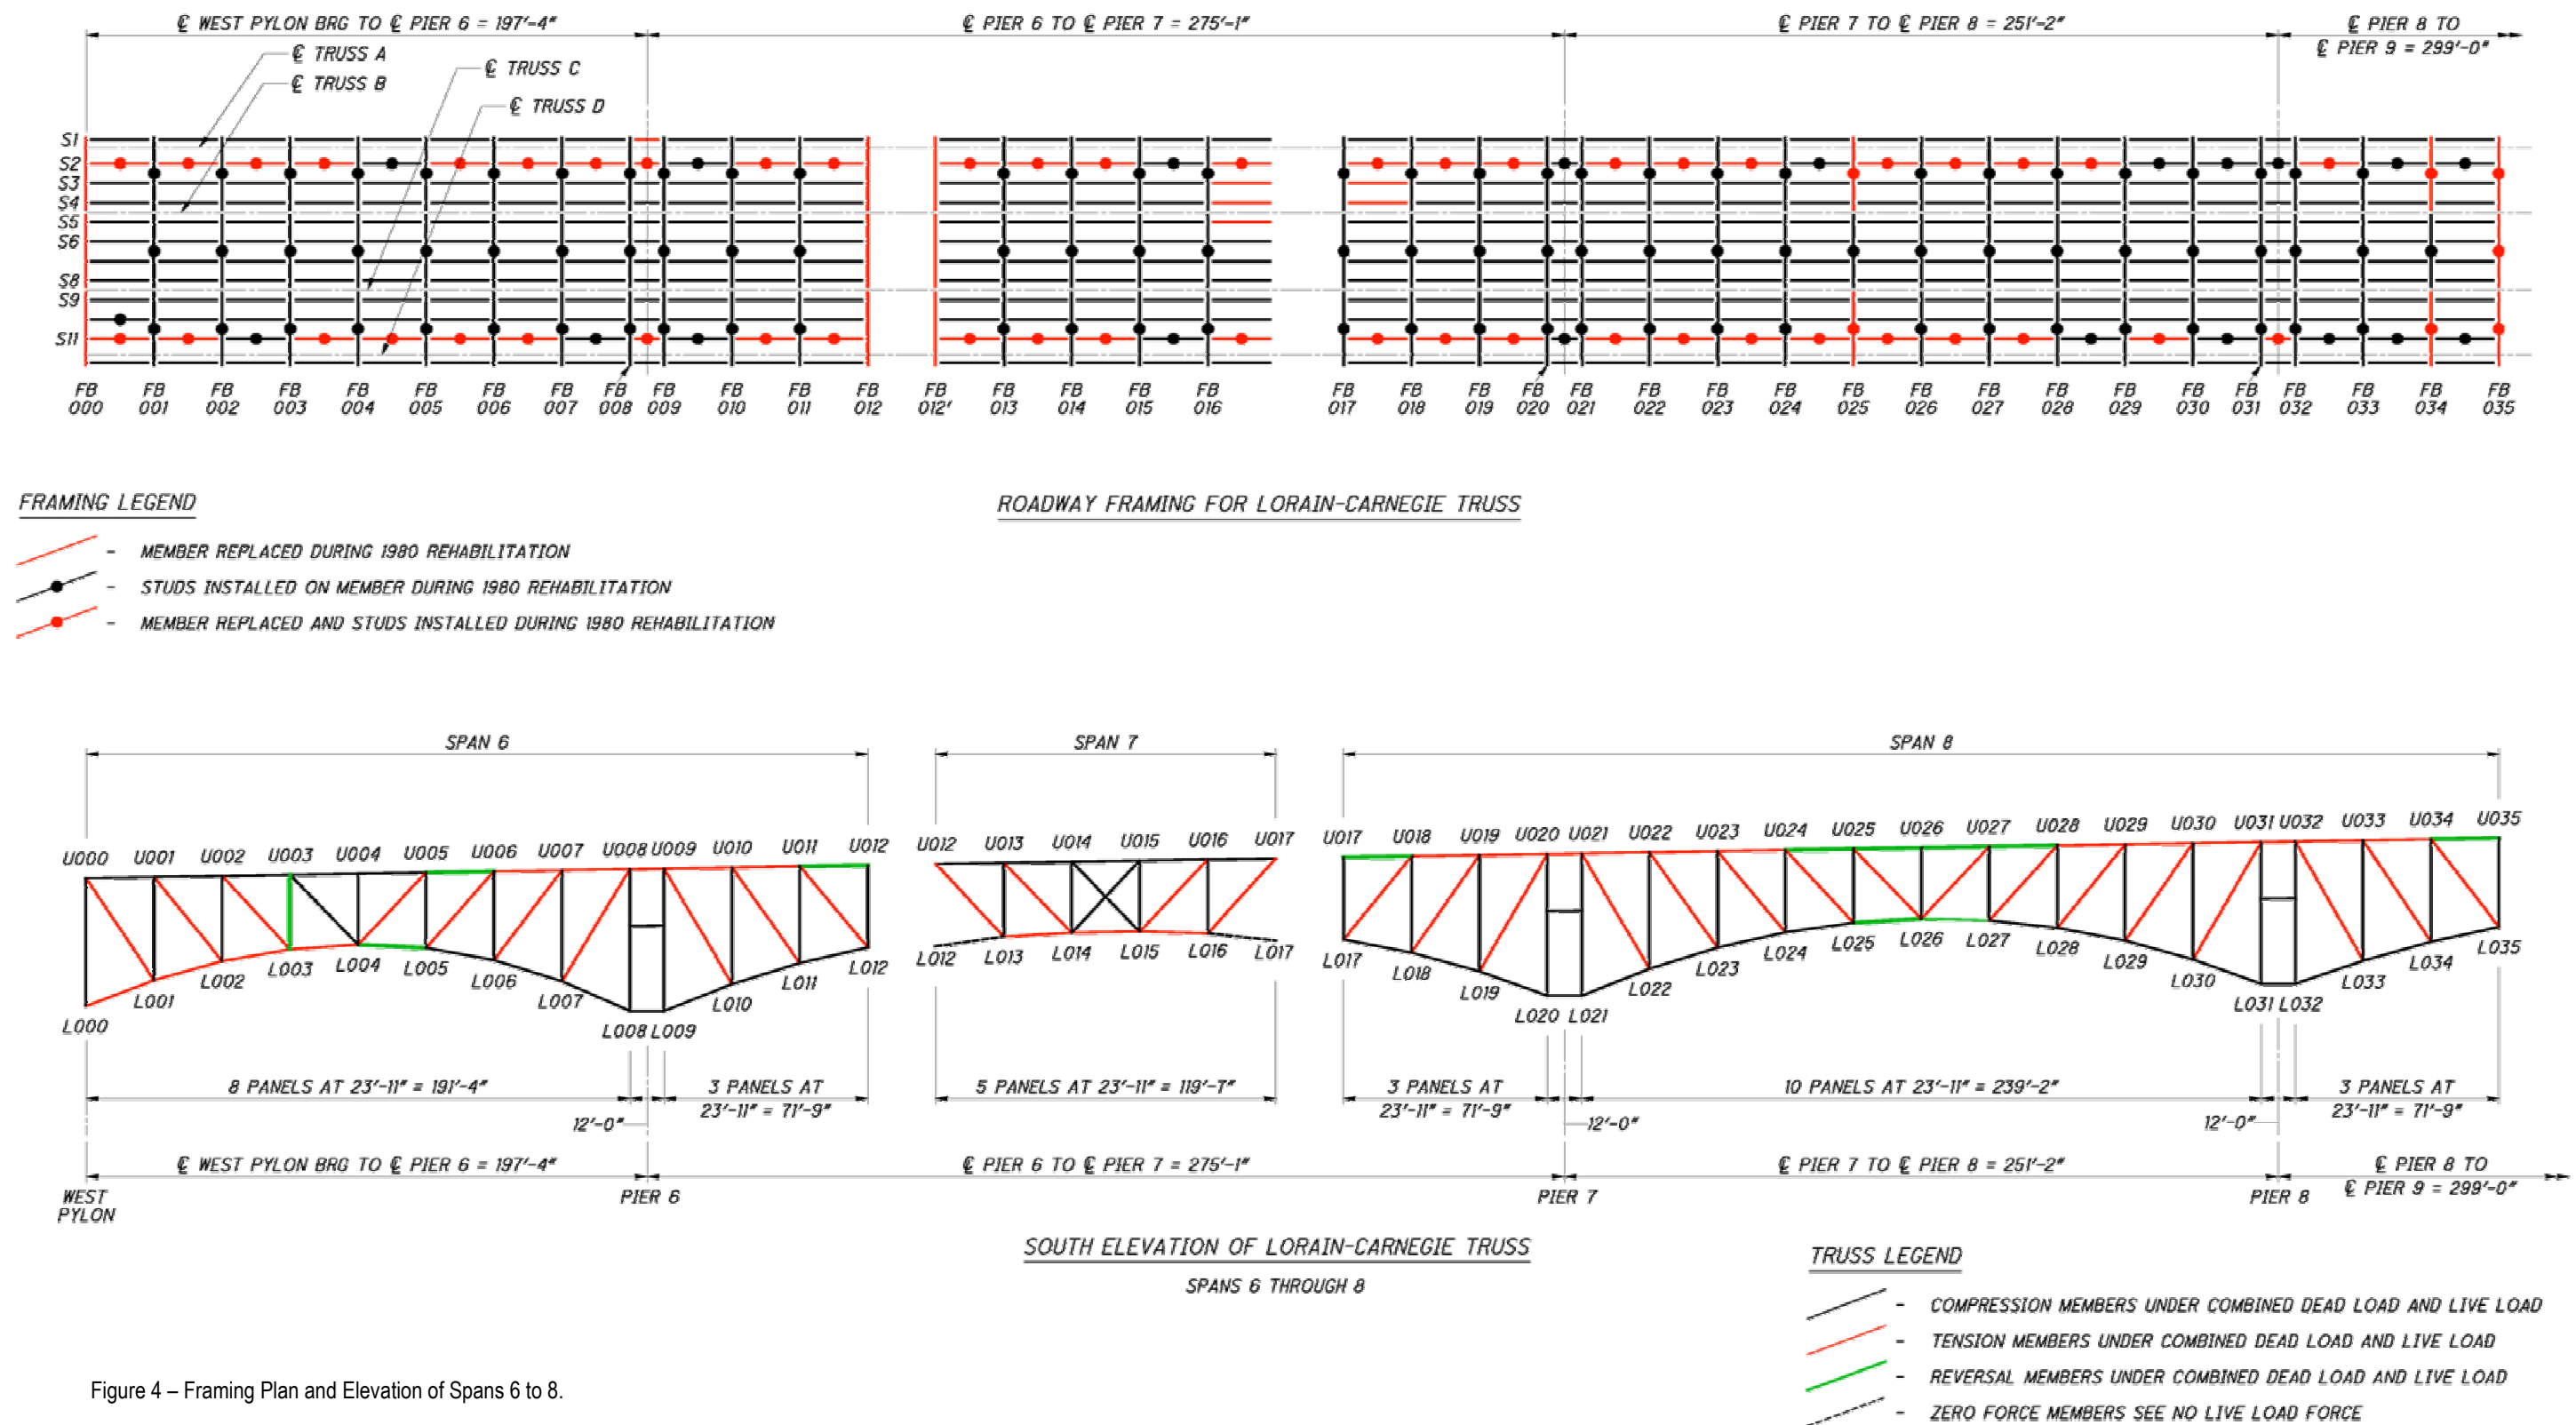 ℄ WEST PYLON BRG TO ℄ PIER 6 = 197'-4"
℄ PIER 6 TO ℄ PIER 7 = 275'-1"
℄ PIER 7 TO ℄ PIER 8 = 251'-2"
℄ PIER 8 TO
℄ PIER 9 = 299'-0"
℄ TRUSS A
℄ TRUSS B
℄ TRUSS C
℄ TRUSS D
S1
S2
S3
S4
S5
S6
S8
S9
S11
FB 000
FB 001
FB 002
FB 003
FB 004
FB 005
FB 006
FB 007
FB 008
009
FB 010
FB 011
FB 012
FB 012'
FB 013
FB 014
FB 015
FB 016
FB 017
FB 018
FB 019
FB 020
FB 021
FB 022
FB 023
FB 024
FB 025
FB 026
FB 027
FB 028
FB 029
FB 030
FB 031
FB 032
FB 033
FB 034
FB 035
FRAMING LEGEND
ROADWAY FRAMING FOR LORAIN-CARNEGIE TRUSS
- MEMBER REPLACED DURING 1980 REHABILITATION
- STUDS INSTALLED ON MEMBER DURING 1980 REHABILITATION
- MEMBER REPLACED AND STUDS INSTALLED DURING 1980 REHABILITATION
SPAN 6
SPAN 7
SPAN 8
U000 U001 U002 U003 U004 U005 U006 U007 U008 U009 U010 U011 U012
U012 U013 U014 U015 U016 U017
U017 U018 U019 U020 U021 U022 U023 U024 U025 U026 U027 U028 U029 U030 U031 U032 U033 U034 U035
L000 L001 L002 L003 L004 L005 L006 L007 L008 L009 L010 L011 L012
L012 L013 L014 L015 L016 L017
L017 L018 L019 L020 L021 L022 L023 L024 L025 L026 L027 L028 L029 L030 L031 L032 L033 L034 L035
8 PANELS AT 23'-11" = 191'-4"
12'-0"
3 PANELS AT
23'-11" = 71'-9"
5 PANELS AT 23'-11" = 119'-7"
3 PANELS AT
23'-11" = 71'-9"
12'-0"
10 PANELS AT 23'-11" = 239'-2"
12'-0"
3 PANELS AT
23'-11" = 71'-9"
℄ WEST PYLON BRG TO ℄ PIER 6 = 197'-4"
℄ PIER 6 TO ℄ PIER 7 = 275'-1"
℄ PIER 7 TO ℄ PIER 8 = 251'-2"
℄ PIER 8 TO
℄ PIER 9 = 299'-0"
WEST
PYLON
PIER 6
PIER 7
PIER 8
SOUTH ELEVATION OF LORAIN-CARNEGIE TRUSS
SPANS 6 THROUGH 8
TRUSS LEGEND
- COMPRESSION MEMBERS UNDER COMBINED DEAD LOAD AND LIVE LOAD
- TENSION MEMBERS UNDER COMBINED DEAD LOAD AND LIVE LOAD
- REVERSAL MEMBERS UNDER COMBINED DEAD LOAD AND LIVE LOAD
- ZERO FORCE MEMBERS SEE NO LIVE LOAD FORCE
Figure 4 – Framing Plan and Elevation of Spans 6 to 8.